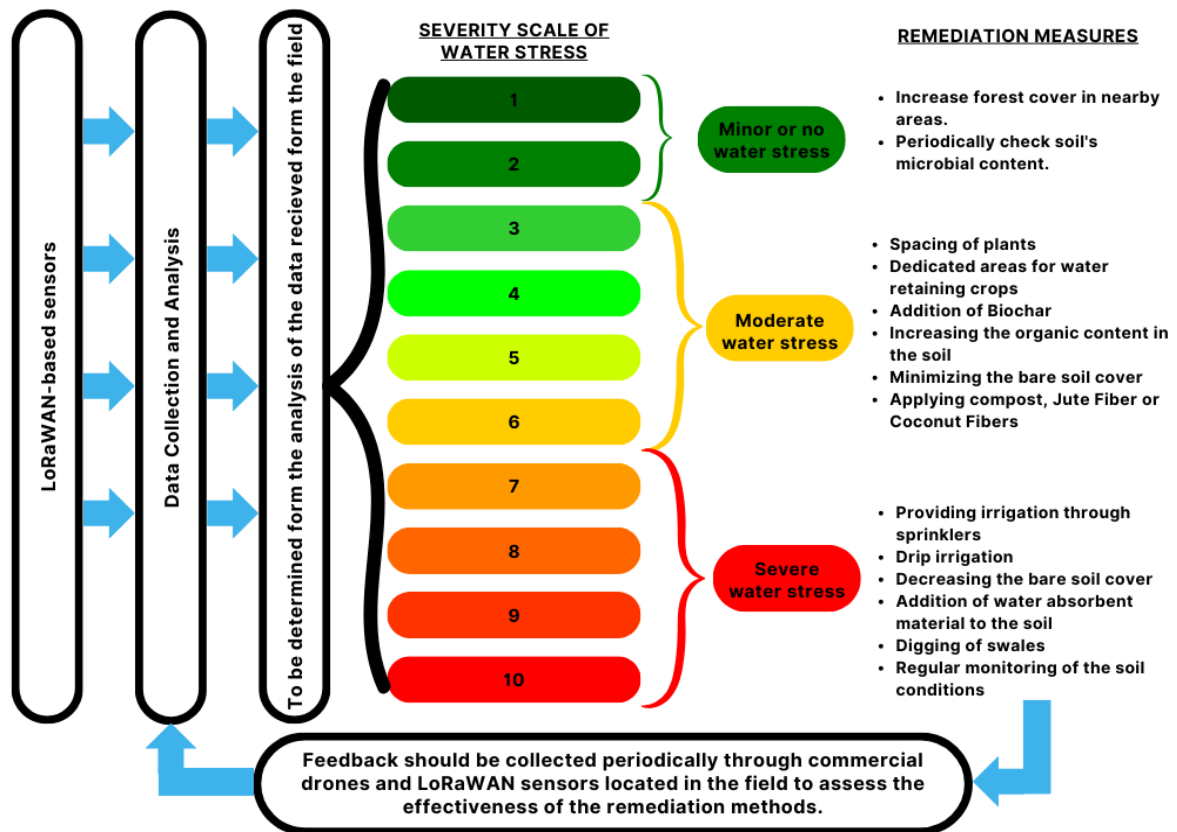 LoRaWAN-based sensors
Data Collection and Analysis
To be determined form the analysis of the data recieved form the field
SEVERITY SCALE OF
WATER STRESS
1
2
3
4
5
6
7
8
9
10
Minor or no
water stress
Moderate
water stress
Severe
water stress
REMEDIATION MEASURES
• Increase forest cover in nearby
areas.
• Periodically check soil's
microbial content.
• Spacing of plants
• Dedicated areas for water
retaining crops
• Addition of Biochar
• Increasing the organic content in
the soil
• Minimizing the bare soil cover
• Applying compost, Jute Fiber or
Coconut Fibers
• Providing irrigation through
sprinklers
• Drip irrigation
• Decreasing the bare soil cover
• Addition of water absorbent
material to the soil
• Digging of swales
• Regular monitoring of the soil
conditions
Feedback should be collected periodically through commercial
drones and LoRaWAN sensors located in the field to assess the
effectiveness of the remediation methods.